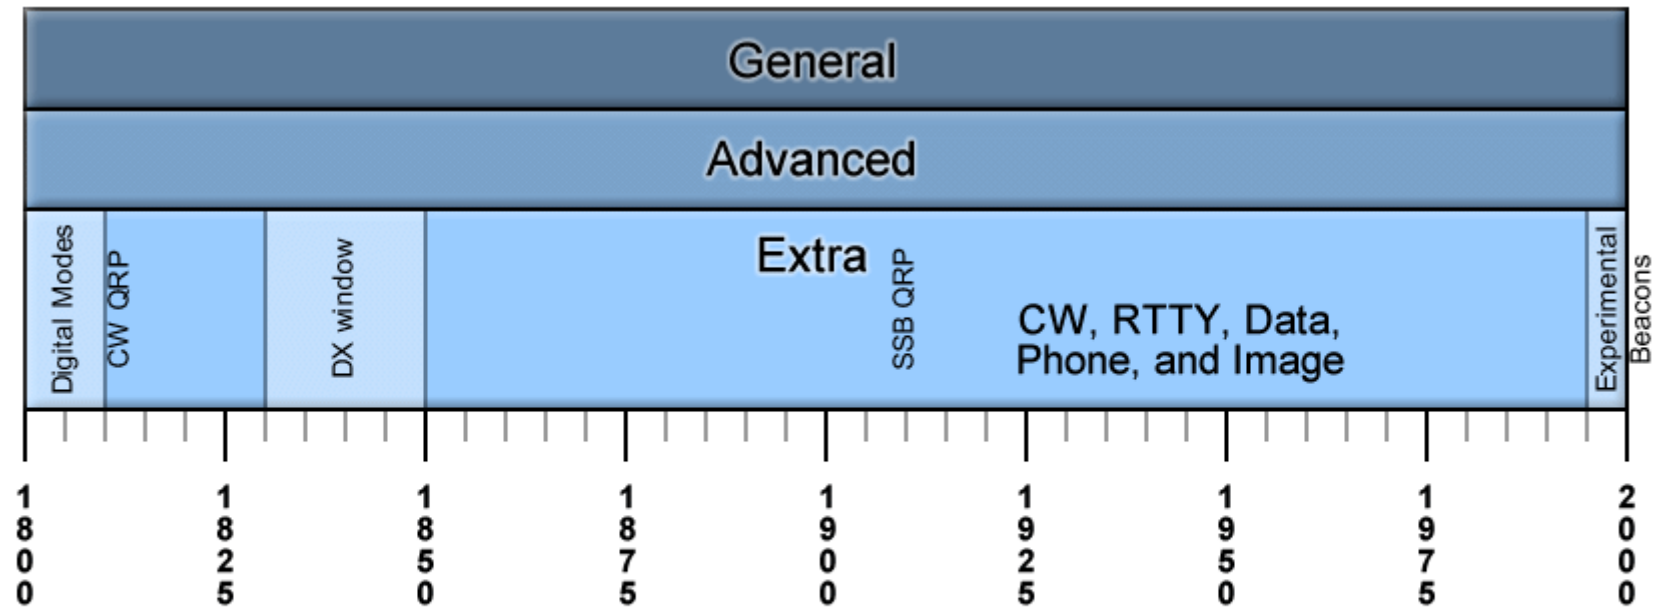 General
Advanced
Extra
Digital Modes
CW QRP
DX window
SSB QRP
CW, RTTY, Data,
Phone, and Image
Experimental
Beacons
1800
1825
1850
1875
1900
1925
1950
1975
2000